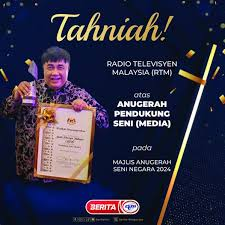 Tahniah!
RADIO TELEVISYEN
MALAYSIA (RTM)
atas
ANUGERAH
PENDUKUNG
SENI (MEDIA)
pada
MAJLIS ANUGERAH
SENI NEGARA 2024
BERITA